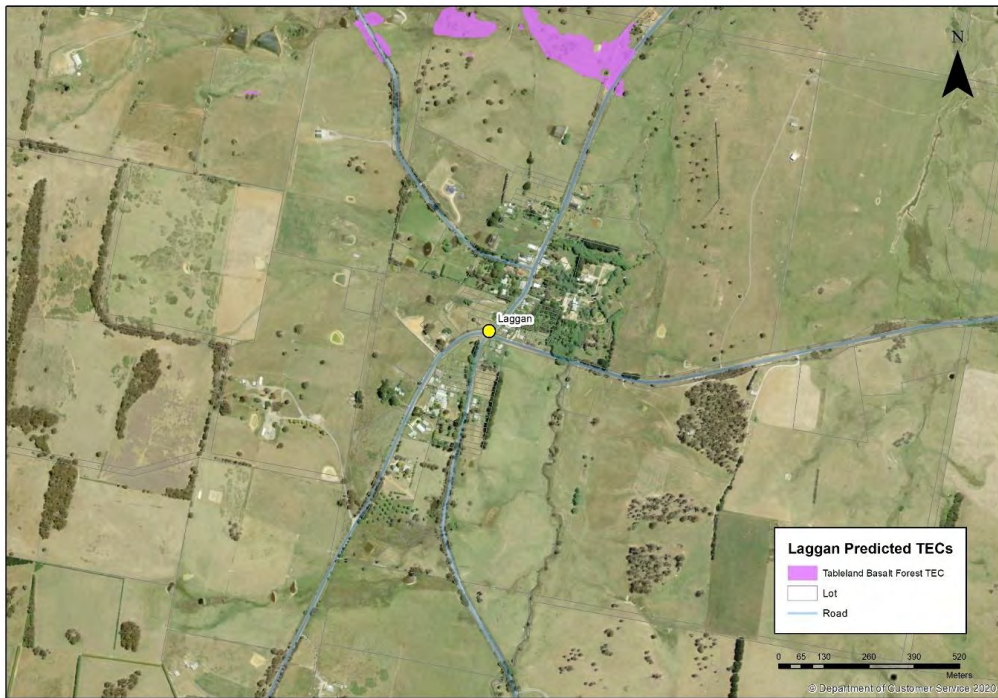 N
Laggan
Laggan Predicted TECs
Tableland Basalt Forest TEC
Lot
Road
0 65 130 260 390 520
Meters
© Department of Customer Service 2020